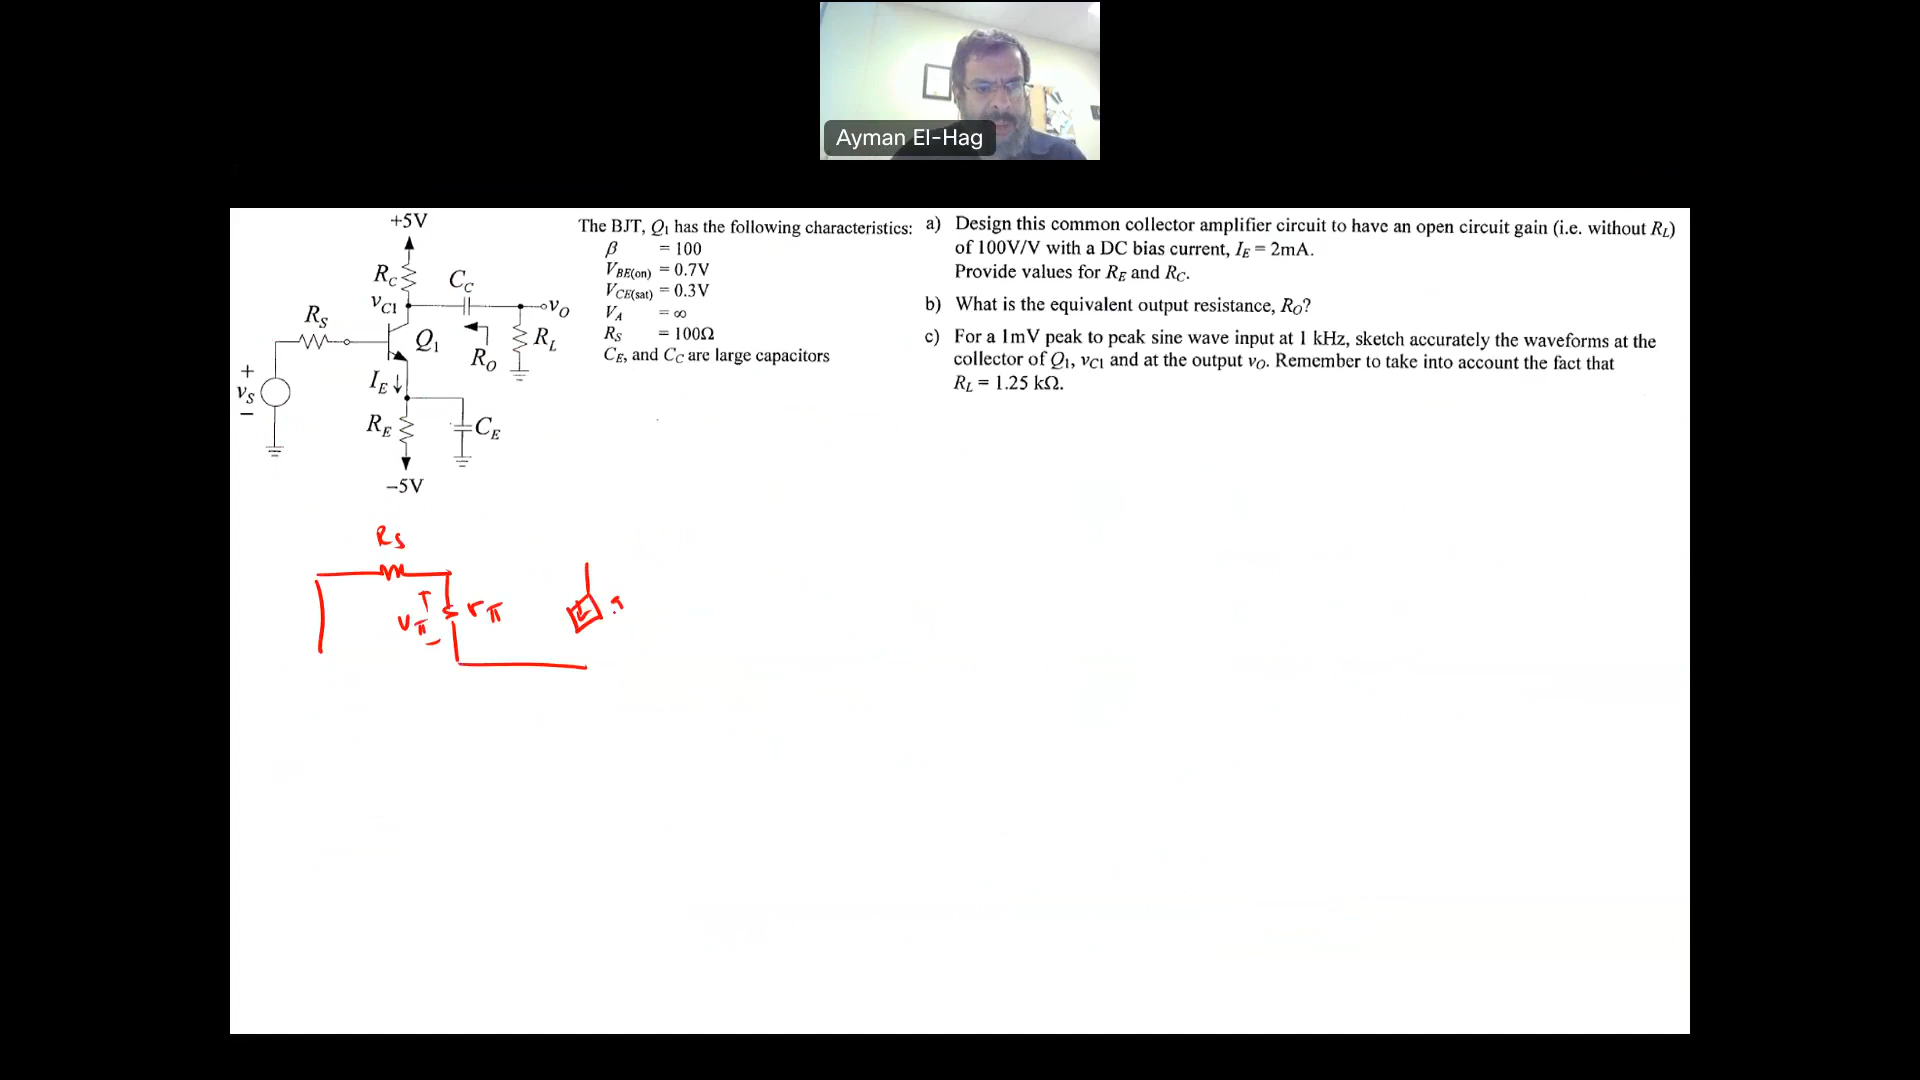 Ayman El-Hag
+5V
R_C
C_C
v_C1
v_O
R_S
Q_1
R_O
R_L
+
v_S
−
I_E
R_E
C_E
−5V
The BJT, Q_1 has the following characteristics:
β = 100
V_BE(on) = 0.7V
V_CE(sat) = 0.3V
V_A = ∞
R_S = 100Ω
C_E, and C_C are large capacitors
a) Design this common collector amplifier circuit to have an open circuit gain (i.e. without R_L)
of 100V/V with a DC bias current, I_E = 2mA.
Provide values for R_E and R_C.
b) What is the equivalent output resistance, R_O?
c) For a 1mV peak to peak sine wave input at 1 kHz, sketch accurately the waveforms at the
collector of Q_1, v_C1 and at the output v_O. Remember to take into account the fact that
R_L = 1.25 kΩ.
R_S
v_π
r_π